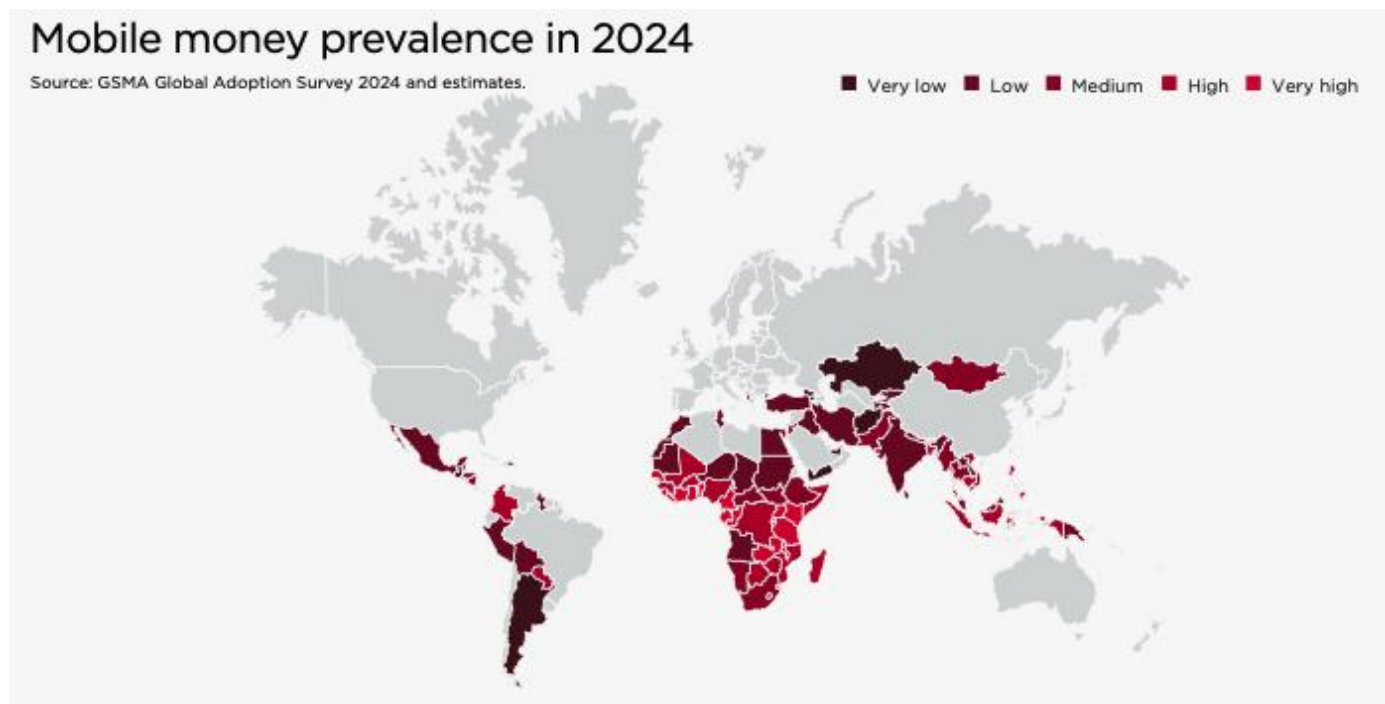 Mobile money prevalence in 2024
Source: GSMA Global Adoption Survey 2024 and estimates.
Very low Low Medium High Very high